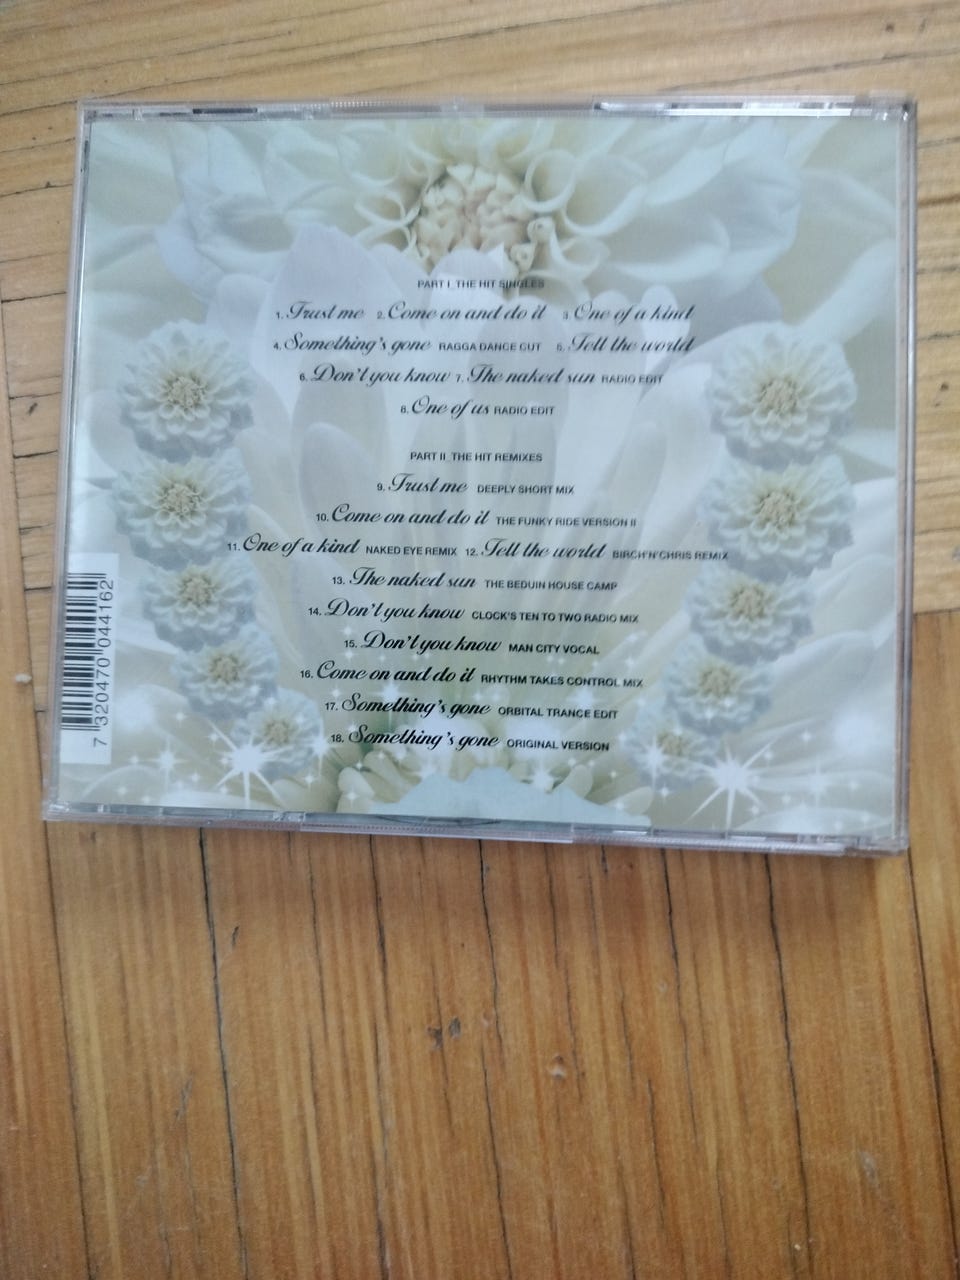 PART I_THE HIT SINGLES
1. Trust me 2. Come on and do it 3. One of a kind
4. Something's gone RAGGA DANCE CUT 5. Tell the world
6. Don't you know 7. The naked sun RADIO EDIT
8. One of us RADIO EDIT
PART II_THE HIT REMIXES
9. Trust me DEEPLY SHORT MIX
10. Come on and do it THE FUNKY RIDE VERSION II
11. One of a kind NAKED EYE REMIX 12. Tell the world BIRCH'N'CHRIS REMIX
13. The naked sun THE BEDUIN HOUSE CAMP
14. Don't you know CLOCK'S TEN TO TWO RADIO MIX
15. Don't you know MAN CITY VOCAL
16. Come on and do it RHYTHM TAKES CONTROL MIX
17. Something's gone ORBITAL TRANCE EDIT
18. Something's gone ORIGINAL VERSION
7 320470 044162